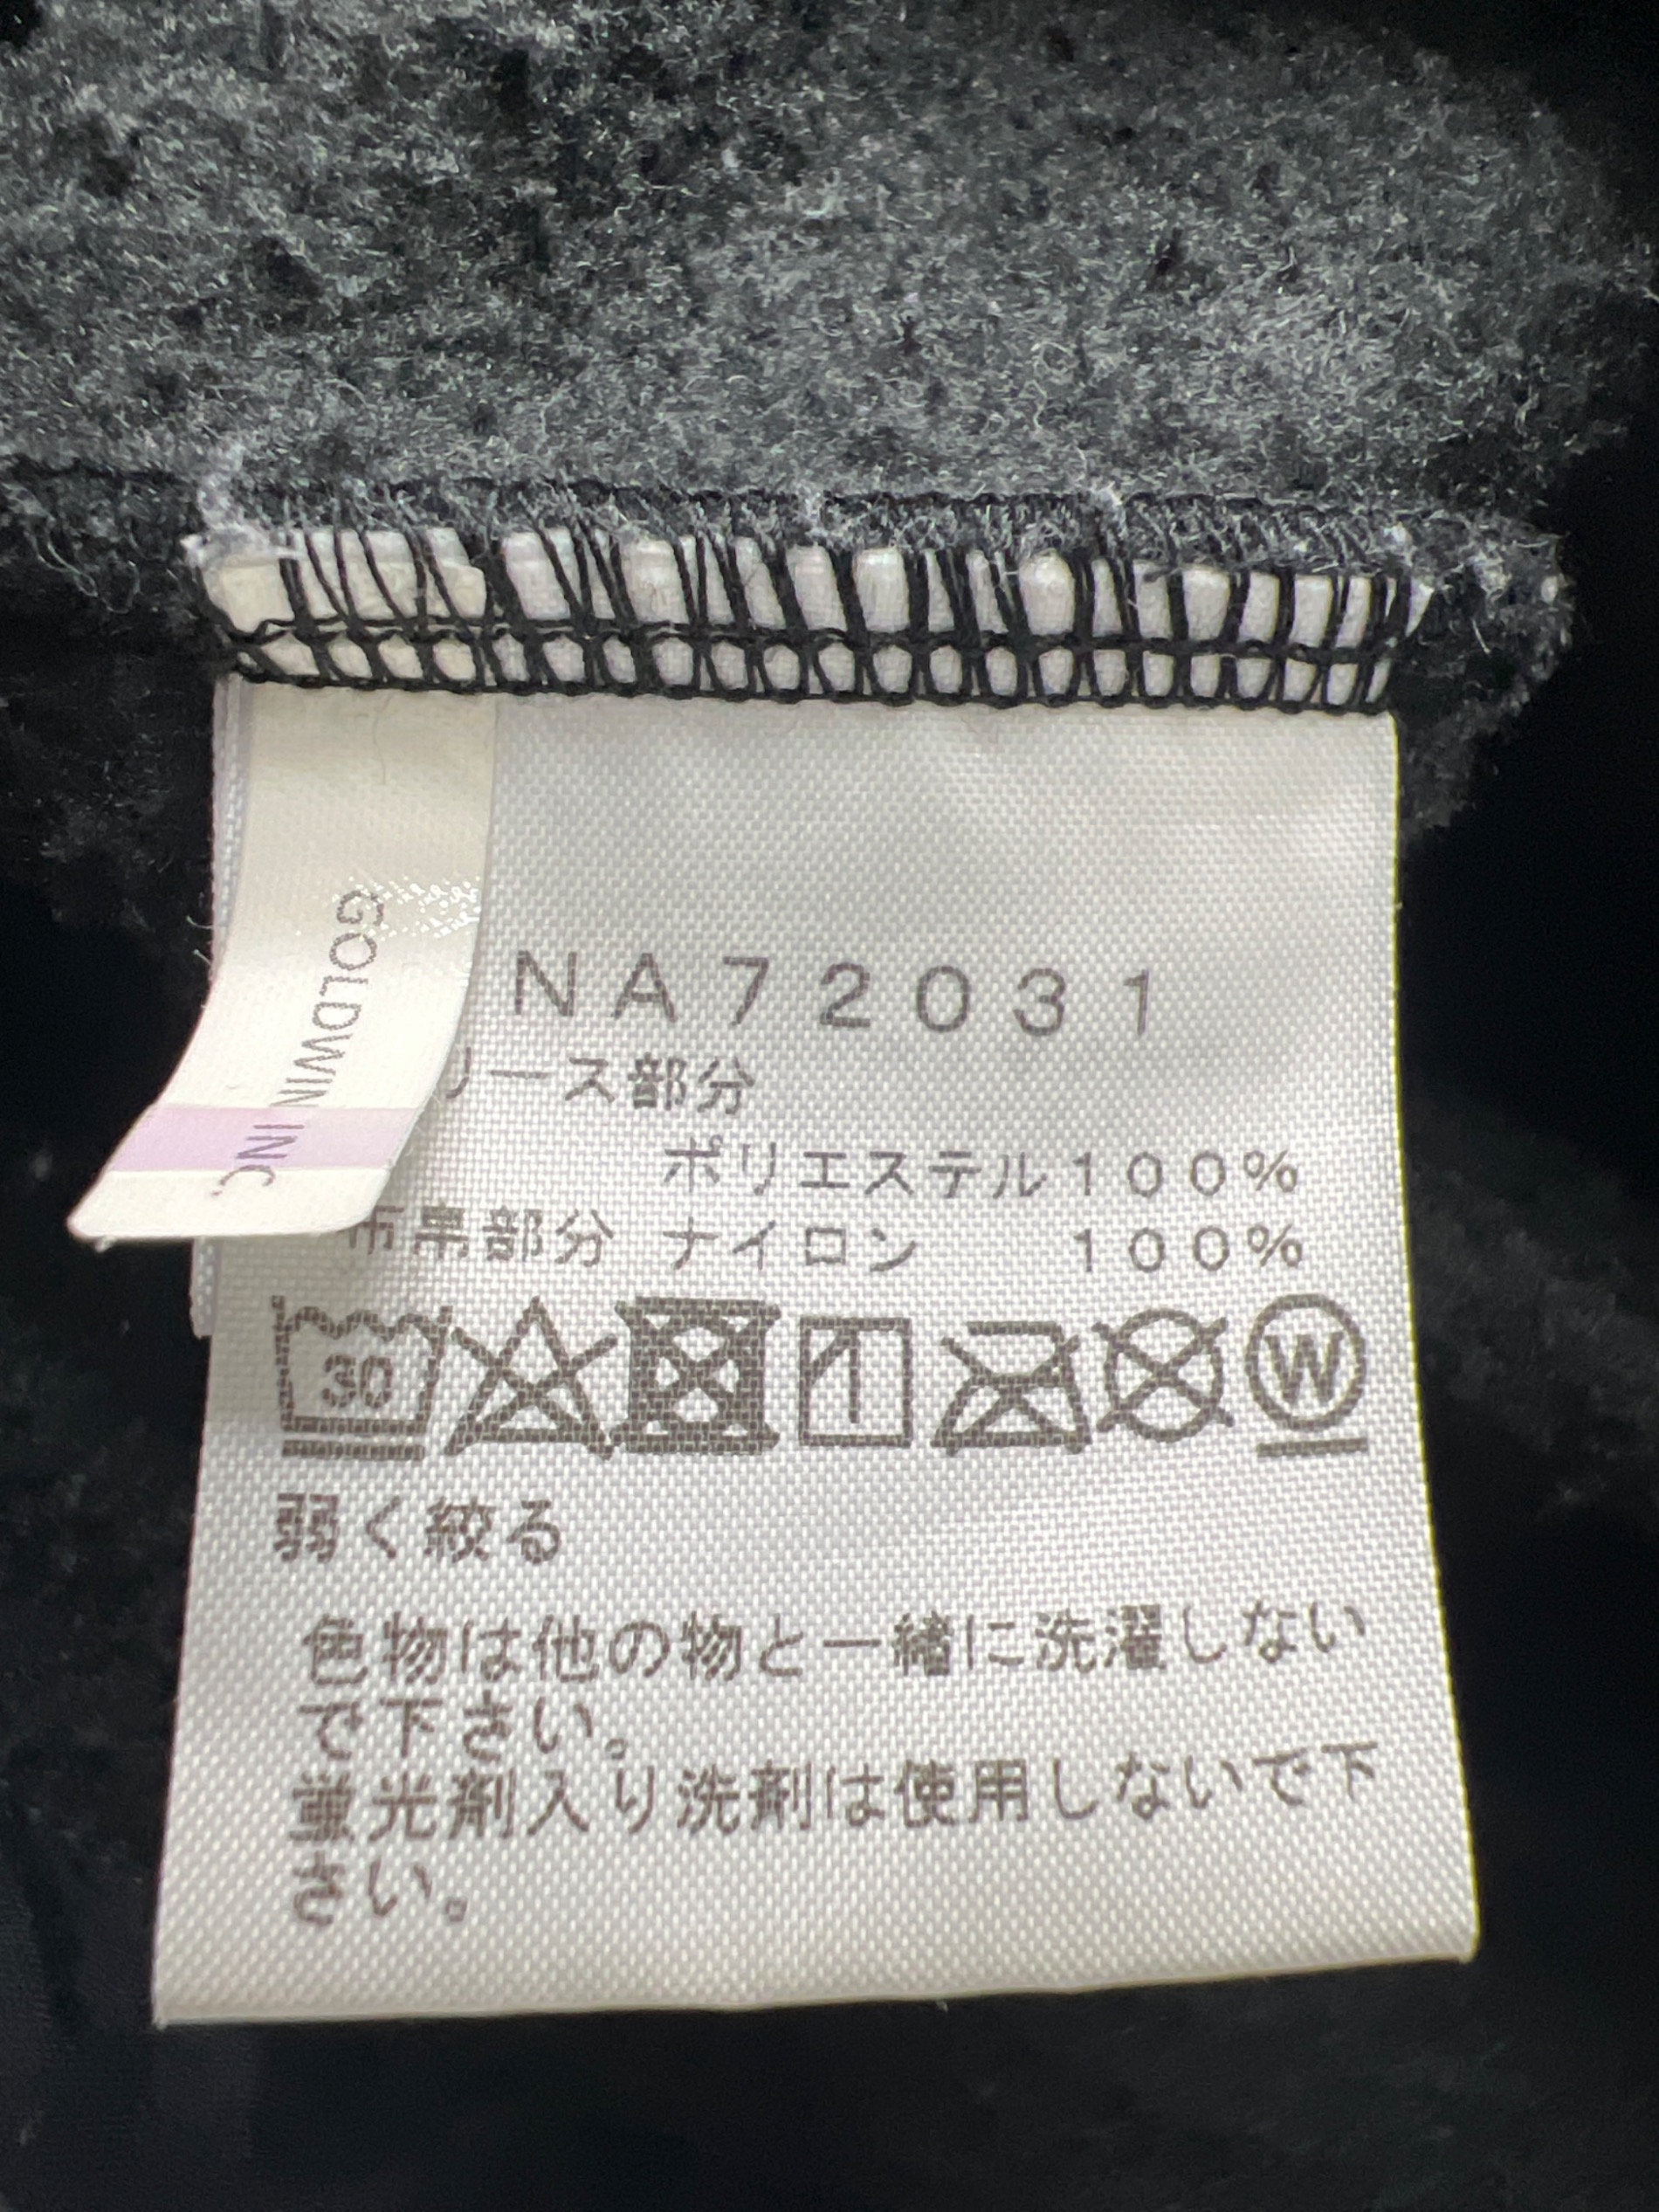 GOLDWIN INC.
NA72031
リース部分
ポリエステル100%
布帛部分 ナイロン 100%
30
W
弱く絞る
色物は他の物と一緒に洗濯しない
で下さい。
蛍光剤入り洗剤は使用しないで下
さい。